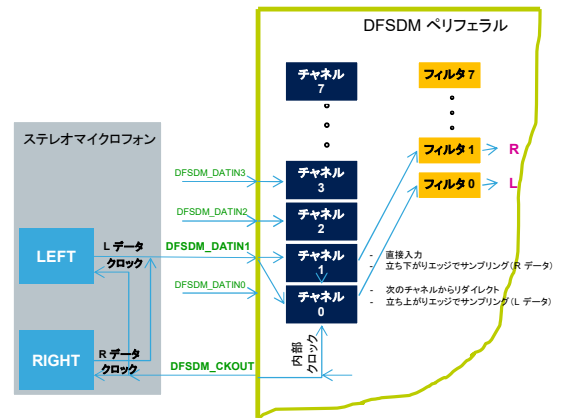 DFSDM ペリフェラル
チャネル
7
フィルタ 7
ステレオマイクロフォン
フィルタ 1
R
DFSDM_DATIN3
チャネル
3
フィルタ 0
L
DFSDM_DATIN2
チャネル
2
LEFT
L データ
クロック
DFSDM_DATIN1
チャネル
1
- 直接入力
- 立ち下がりエッジでサンプリング（R データ）
DFSDM_DATIN0
チャネル
0
- 次のチャネルからリダイレクト
- 立ち上がりエッジでサンプリング（L データ）
RIGHT
R データ
クロック
DFSDM_CKOUT
内部
クロック